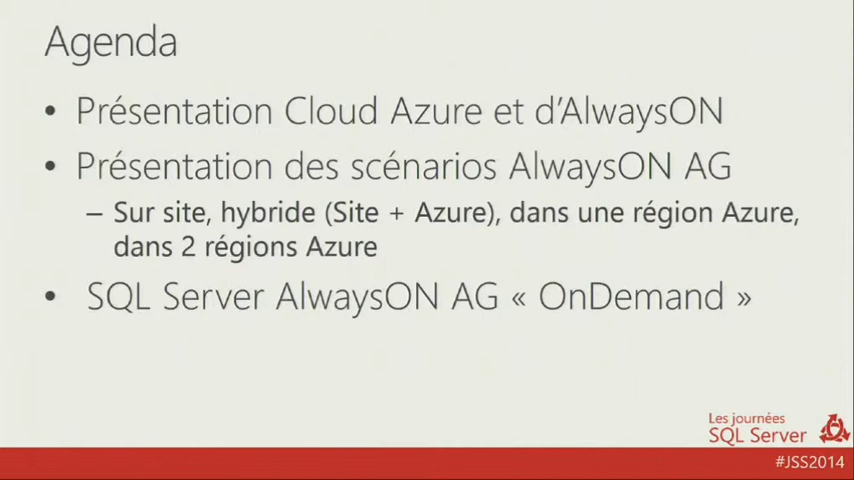 Agenda
• Présentation Cloud Azure et d'AlwaysON
• Présentation des scénarios AlwaysON AG
– Sur site, hybride (Site + Azure), dans une région Azure,
dans 2 régions Azure
• SQL Server AlwaysON AG « OnDemand »
Les journées
SQL Server
#JSS2014